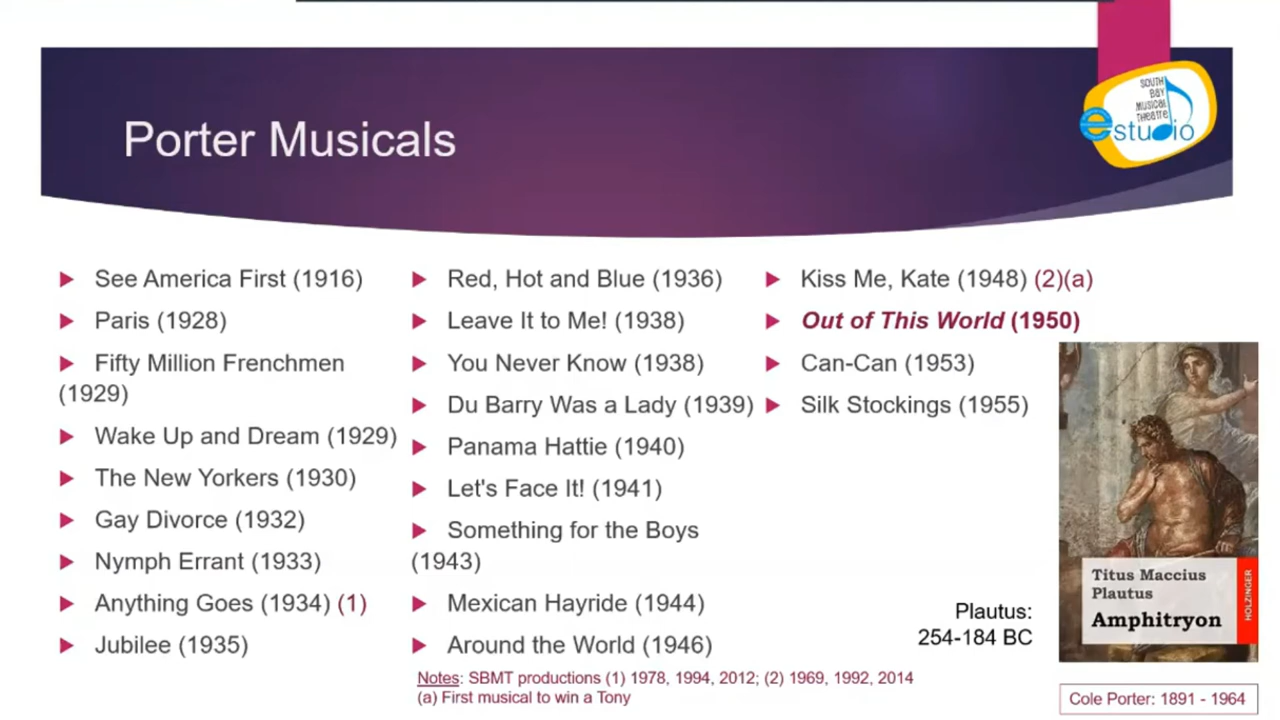 Porter Musicals
SOUTH
BAY
MUSICAL
THEATRE
estudio
► See America First (1916)
► Paris (1928)
► Fifty Million Frenchmen
(1929)
► Wake Up and Dream (1929)
► The New Yorkers (1930)
► Gay Divorce (1932)
► Nymph Errant (1933)
► Anything Goes (1934) (1)
► Jubilee (1935)
► Red, Hot and Blue (1936)
► Leave It to Me! (1938)
► You Never Know (1938)
► Du Barry Was a Lady (1939)
► Panama Hattie (1940)
► Let's Face It! (1941)
► Something for the Boys
(1943)
► Mexican Hayride (1944)
► Around the World (1946)
► Kiss Me, Kate (1948) (2)(a)
► Out of This World (1950)
► Can-Can (1953)
► Silk Stockings (1955)
Plautus:
254-184 BC
Titus Maccius
Plautus
Amphitryon
HOLZINGER
Notes: SBMT productions (1) 1978, 1994, 2012; (2) 1969, 1992, 2014
(a) First musical to win a Tony
Cole Porter: 1891 - 1964